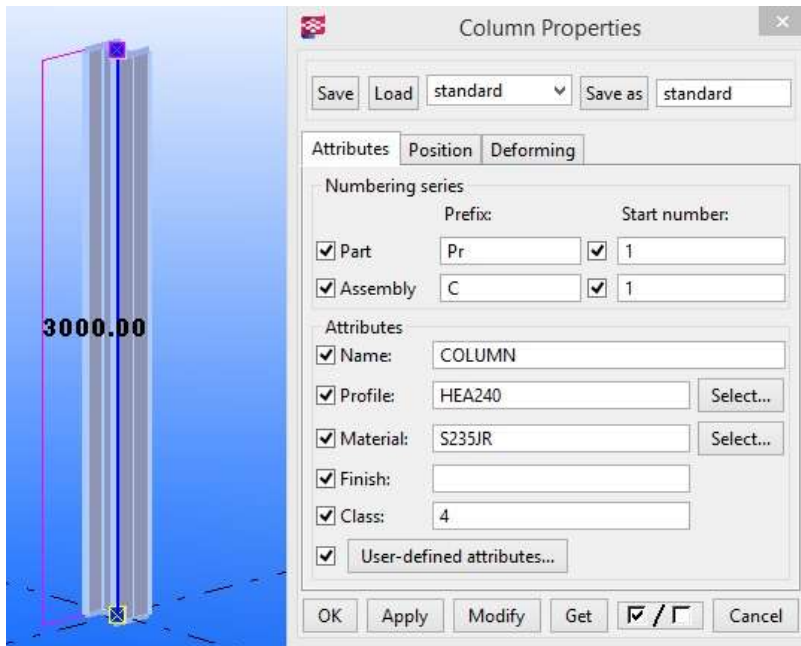 Column Properties
Save Load standard Save as standard
Attributes Position Deforming
Numbering series
Prefix: Start number:
Part Pr 1
Assembly C 1
3000.00
Attributes
Name: COLUMN
Profile: HEA240 Select...
Material: S235JR Select...
Finish:
Class: 4
User-defined attributes...
OK Apply Modify Get / Cancel